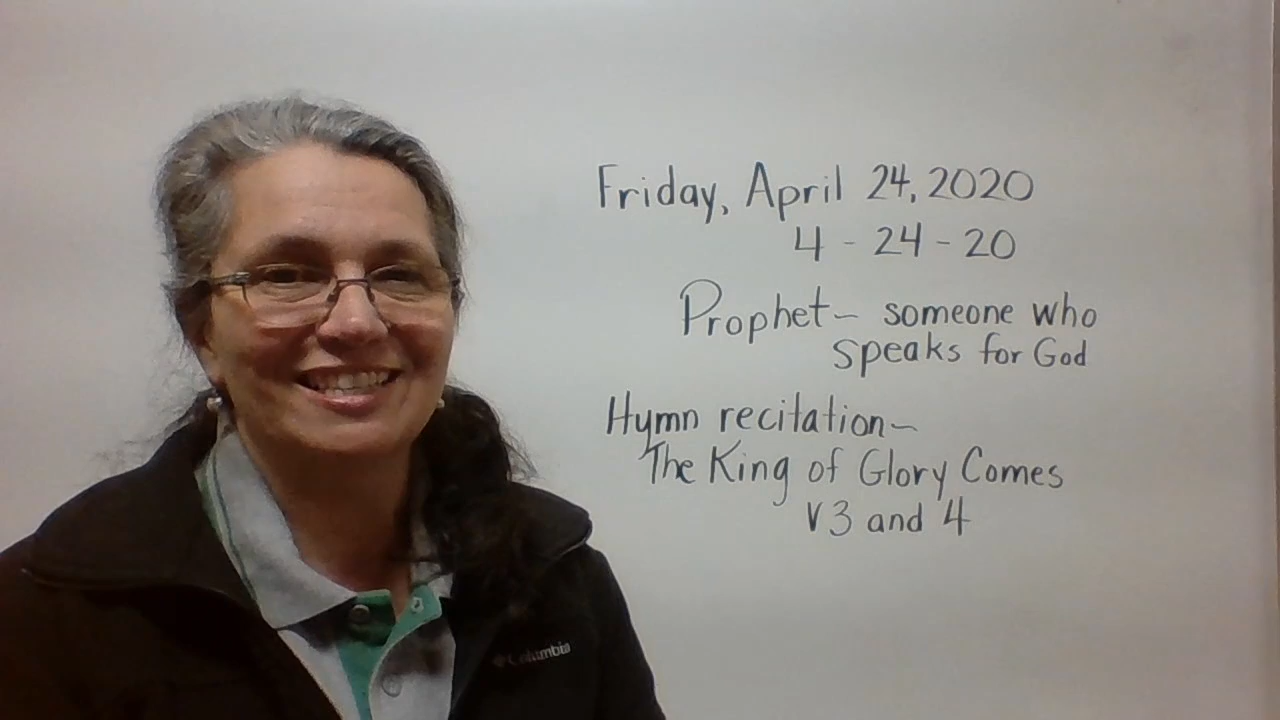 Friday, April 24, 2020
4 - 24 - 20
Prophet~ someone who
speaks for God
Hymn recitation~
The King of Glory Comes
V 3 and 4
Columbia